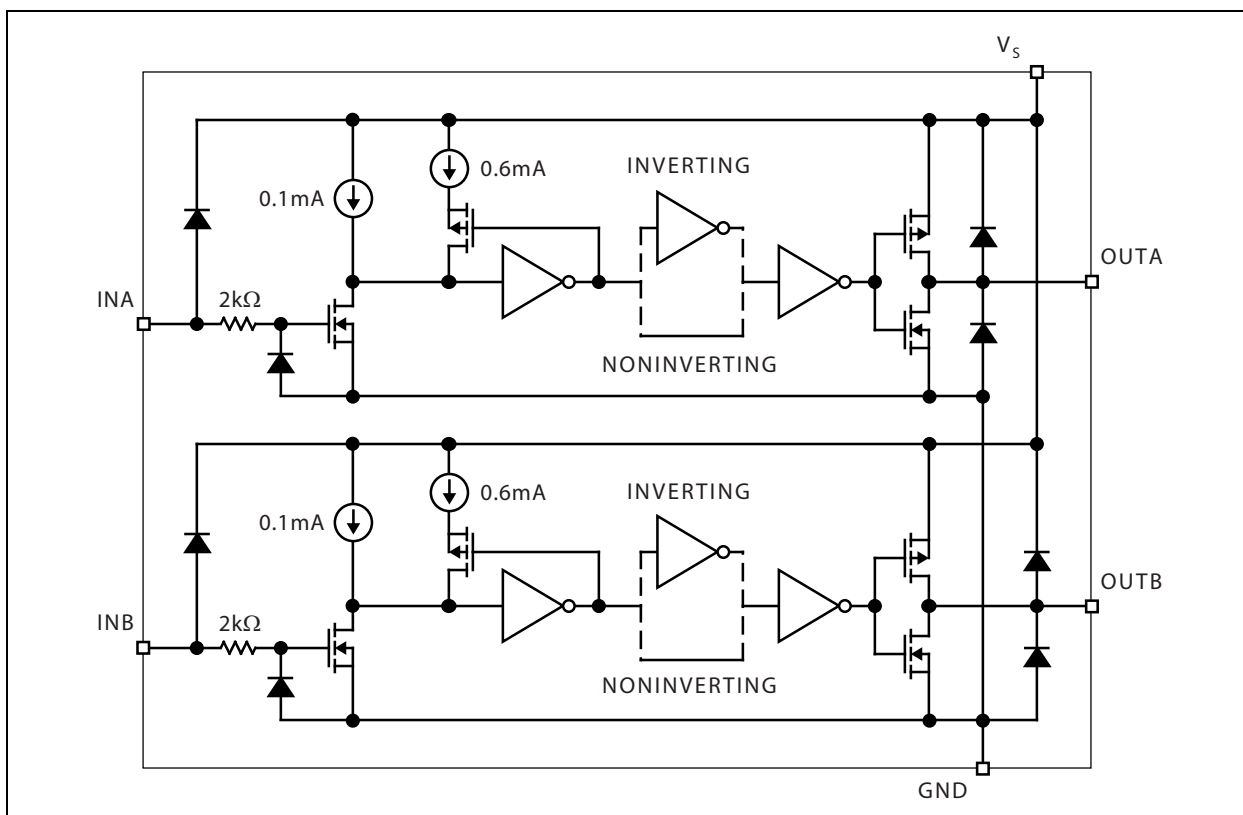 V_S
0.6mA
INVERTING
0.1mA
OUTA
INA
2kΩ
NONINVERTING
0.6mA
INVERTING
0.1mA
OUTB
INB
2kΩ
NONINVERTING
GND